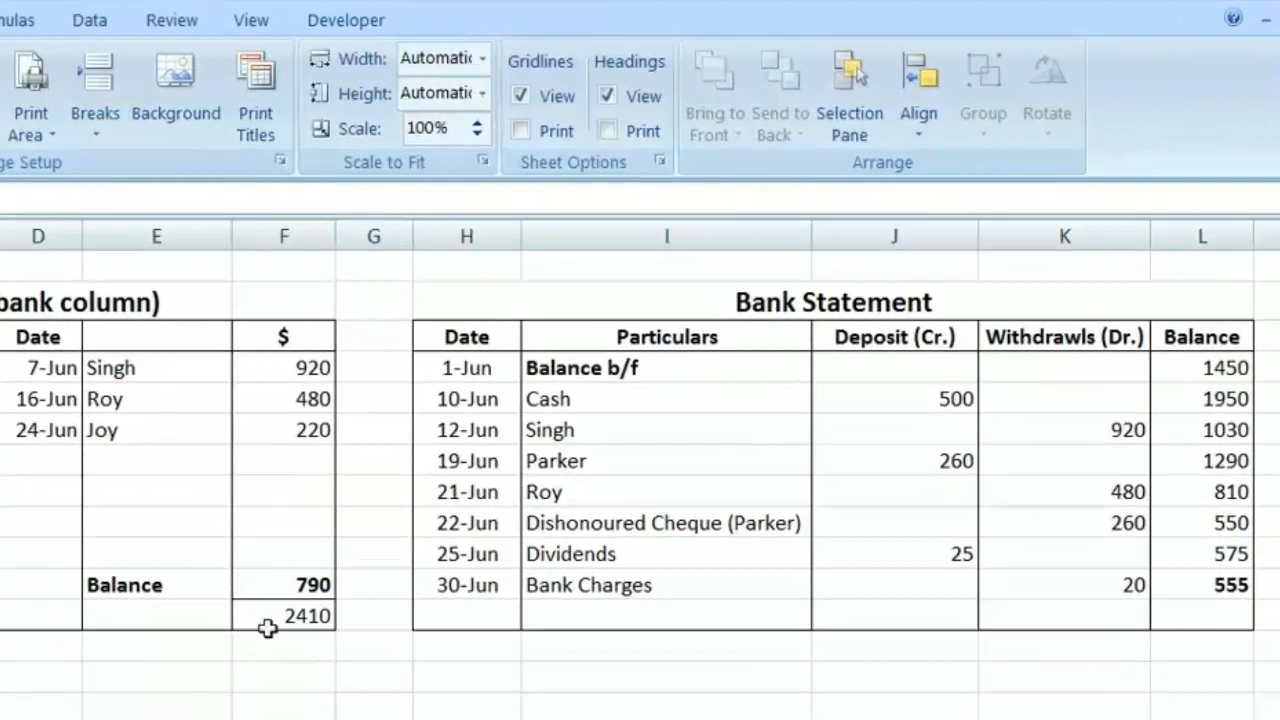 nulas Data Review View Developer
Width: Automatic Gridlines Headings
Print Area Breaks Background Print Titles Height: Automatic View View Bring to Front Send to Back Selection Pane Align Group Rotate
Scale: 100% Print Print
ge Setup Scale to Fit Sheet Options Arrange
D E F G H I J K L
bank column) Bank Statement
Date $ Date Particulars Deposit (Cr.) Withdrawls (Dr.) Balance
7-Jun Singh 920 1-Jun Balance b/f 1450
16-Jun Roy 480 10-Jun Cash 500 1950
24-Jun Joy 220 12-Jun Singh 920 1030
19-Jun Parker 260 1290
21-Jun Roy 480 810
22-Jun Dishonoured Cheque (Parker) 260 550
25-Jun Dividends 25 575
Balance 790 30-Jun Bank Charges 20 555
2410